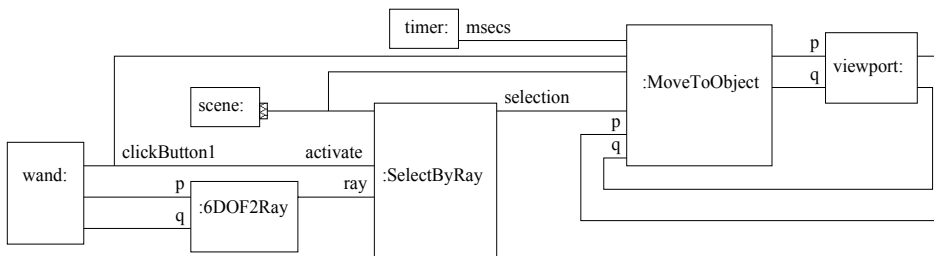 timer:
msecs
p
viewport:
q
:MoveToObject
scene:
selection
p
q
clickButton1
activate
wand:
:SelectByRay
p
ray
:6DOF2Ray
q